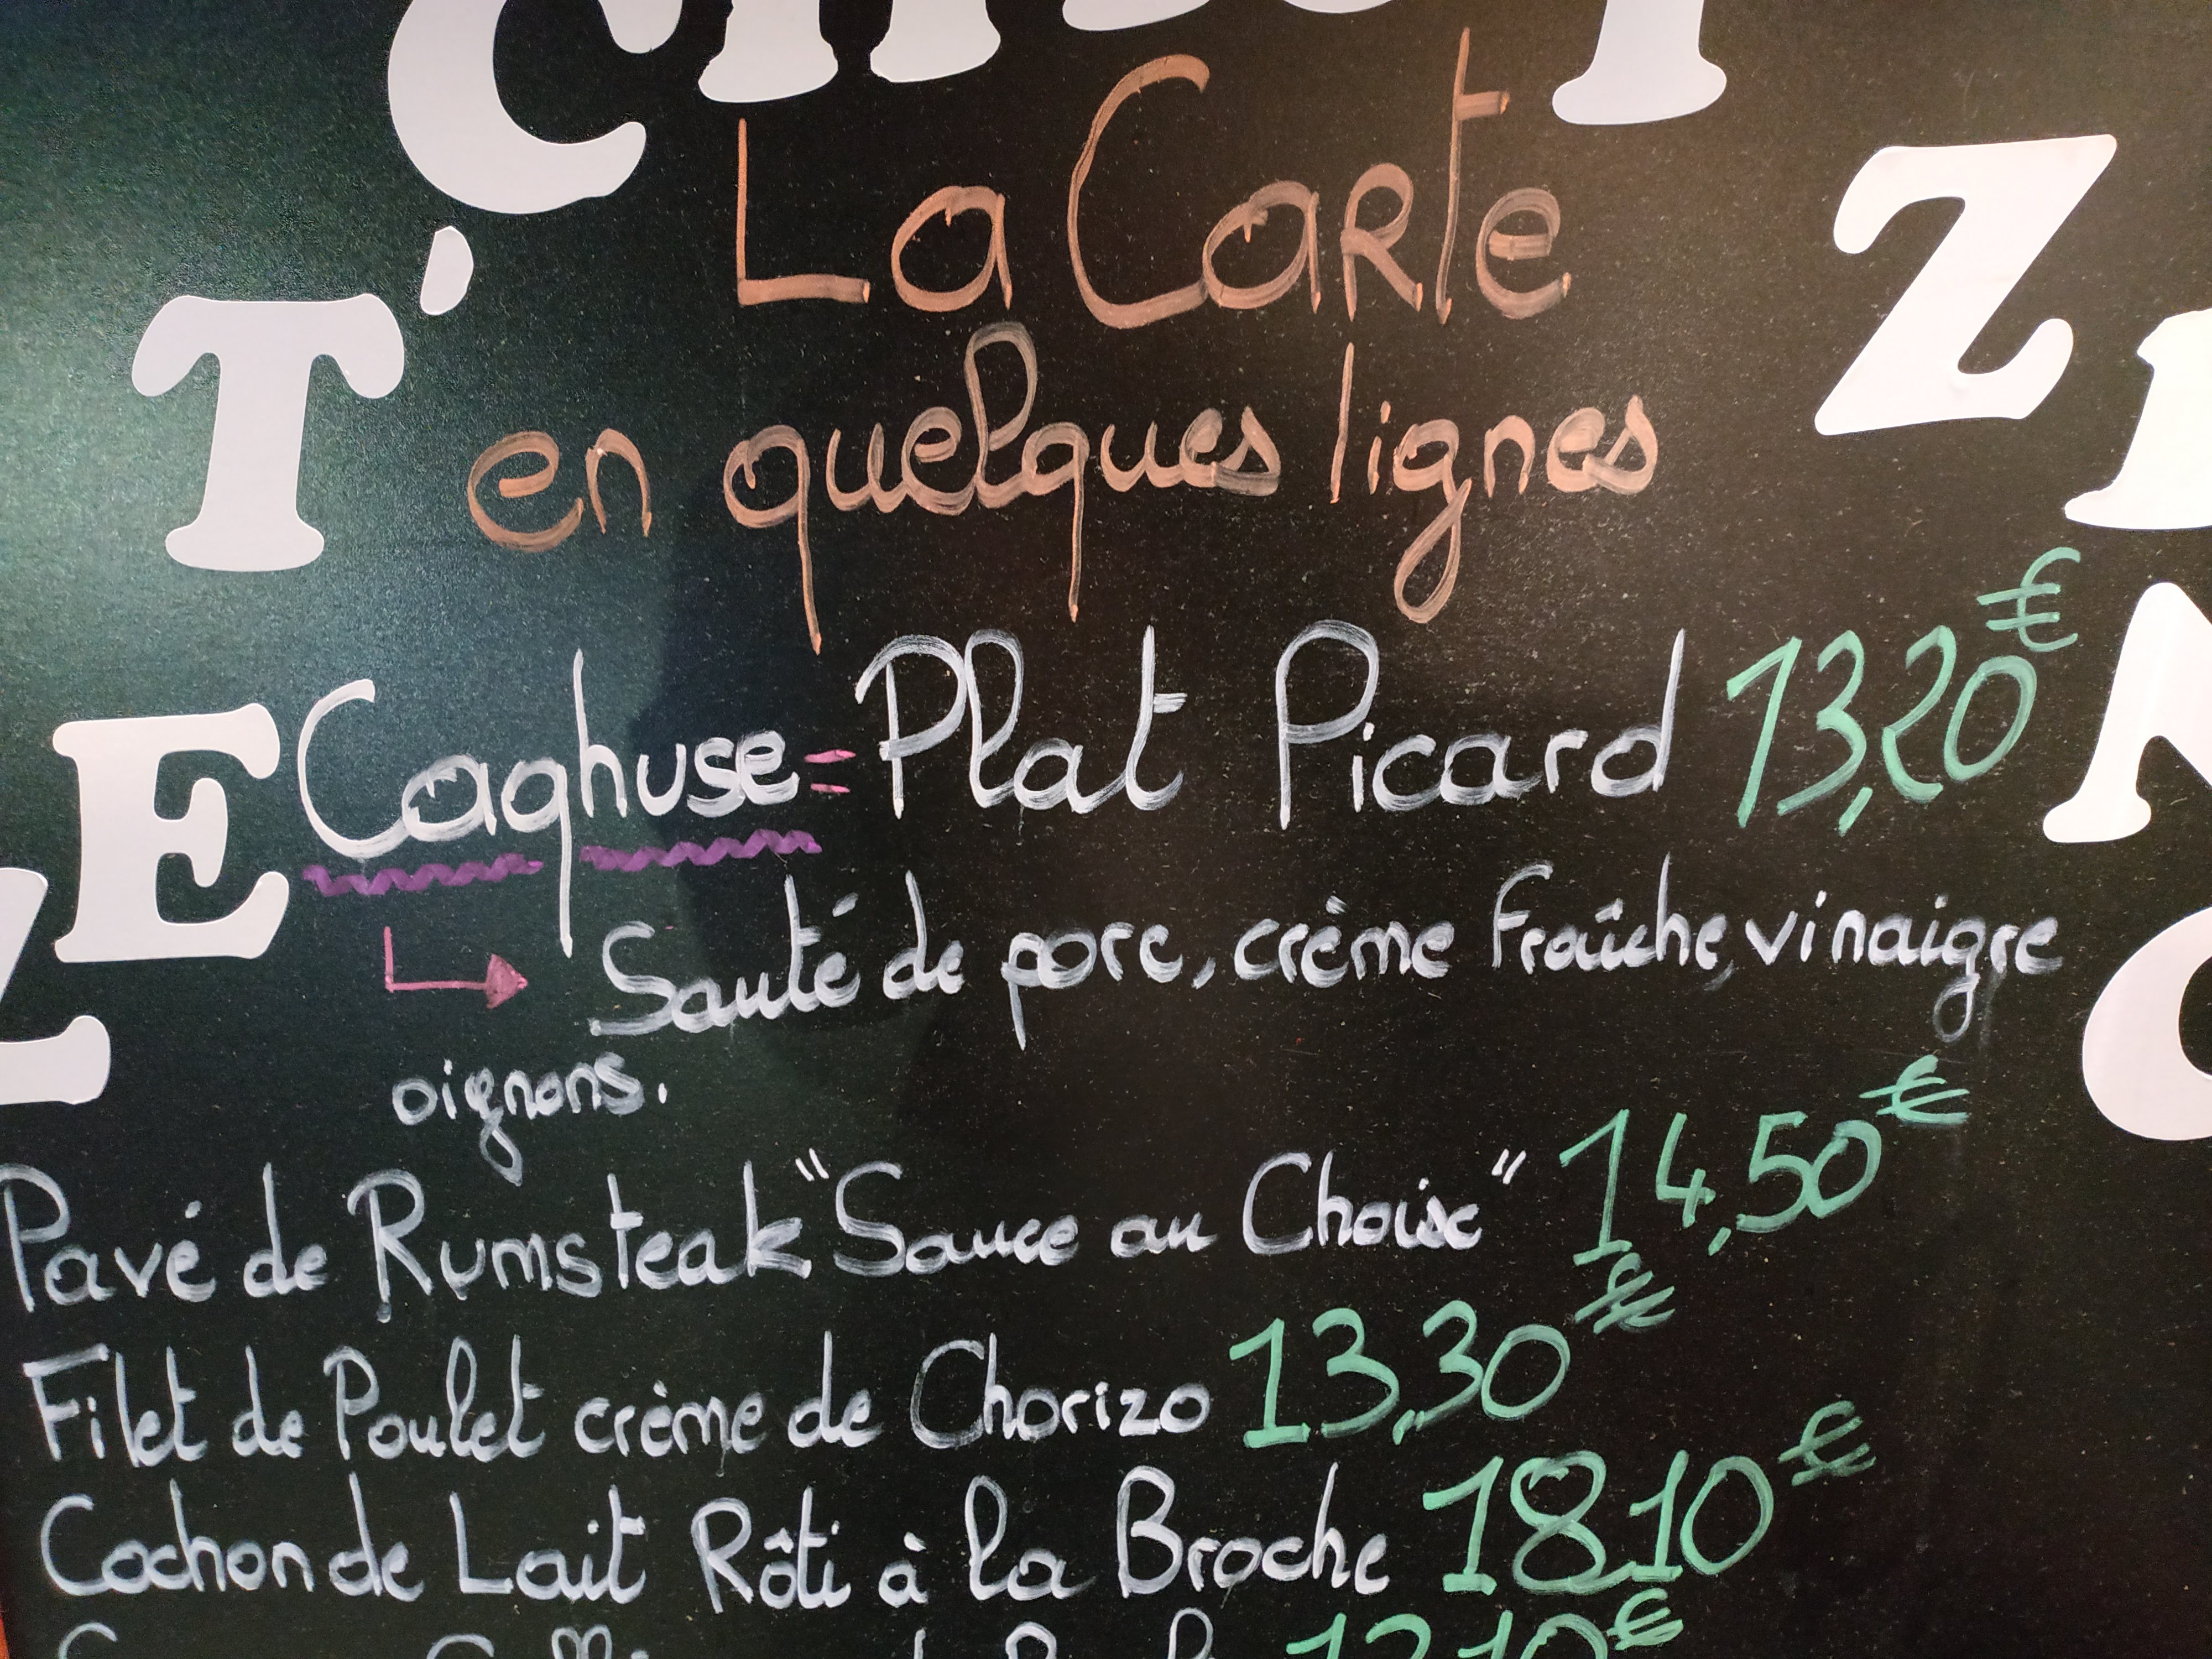 La Carte
en quelques lignes
Caqhuse = Plat Picard 13,20€
Sauté de porc, crème fraîche, vinaigre
oignons.
Pavé de Rumsteak "Sauce au Choix" 14,50€
Filet de Poulet crème de Chorizo 13,30€
Cochon de Lait Rôti à la Broche 18,10€
T'
Z
E